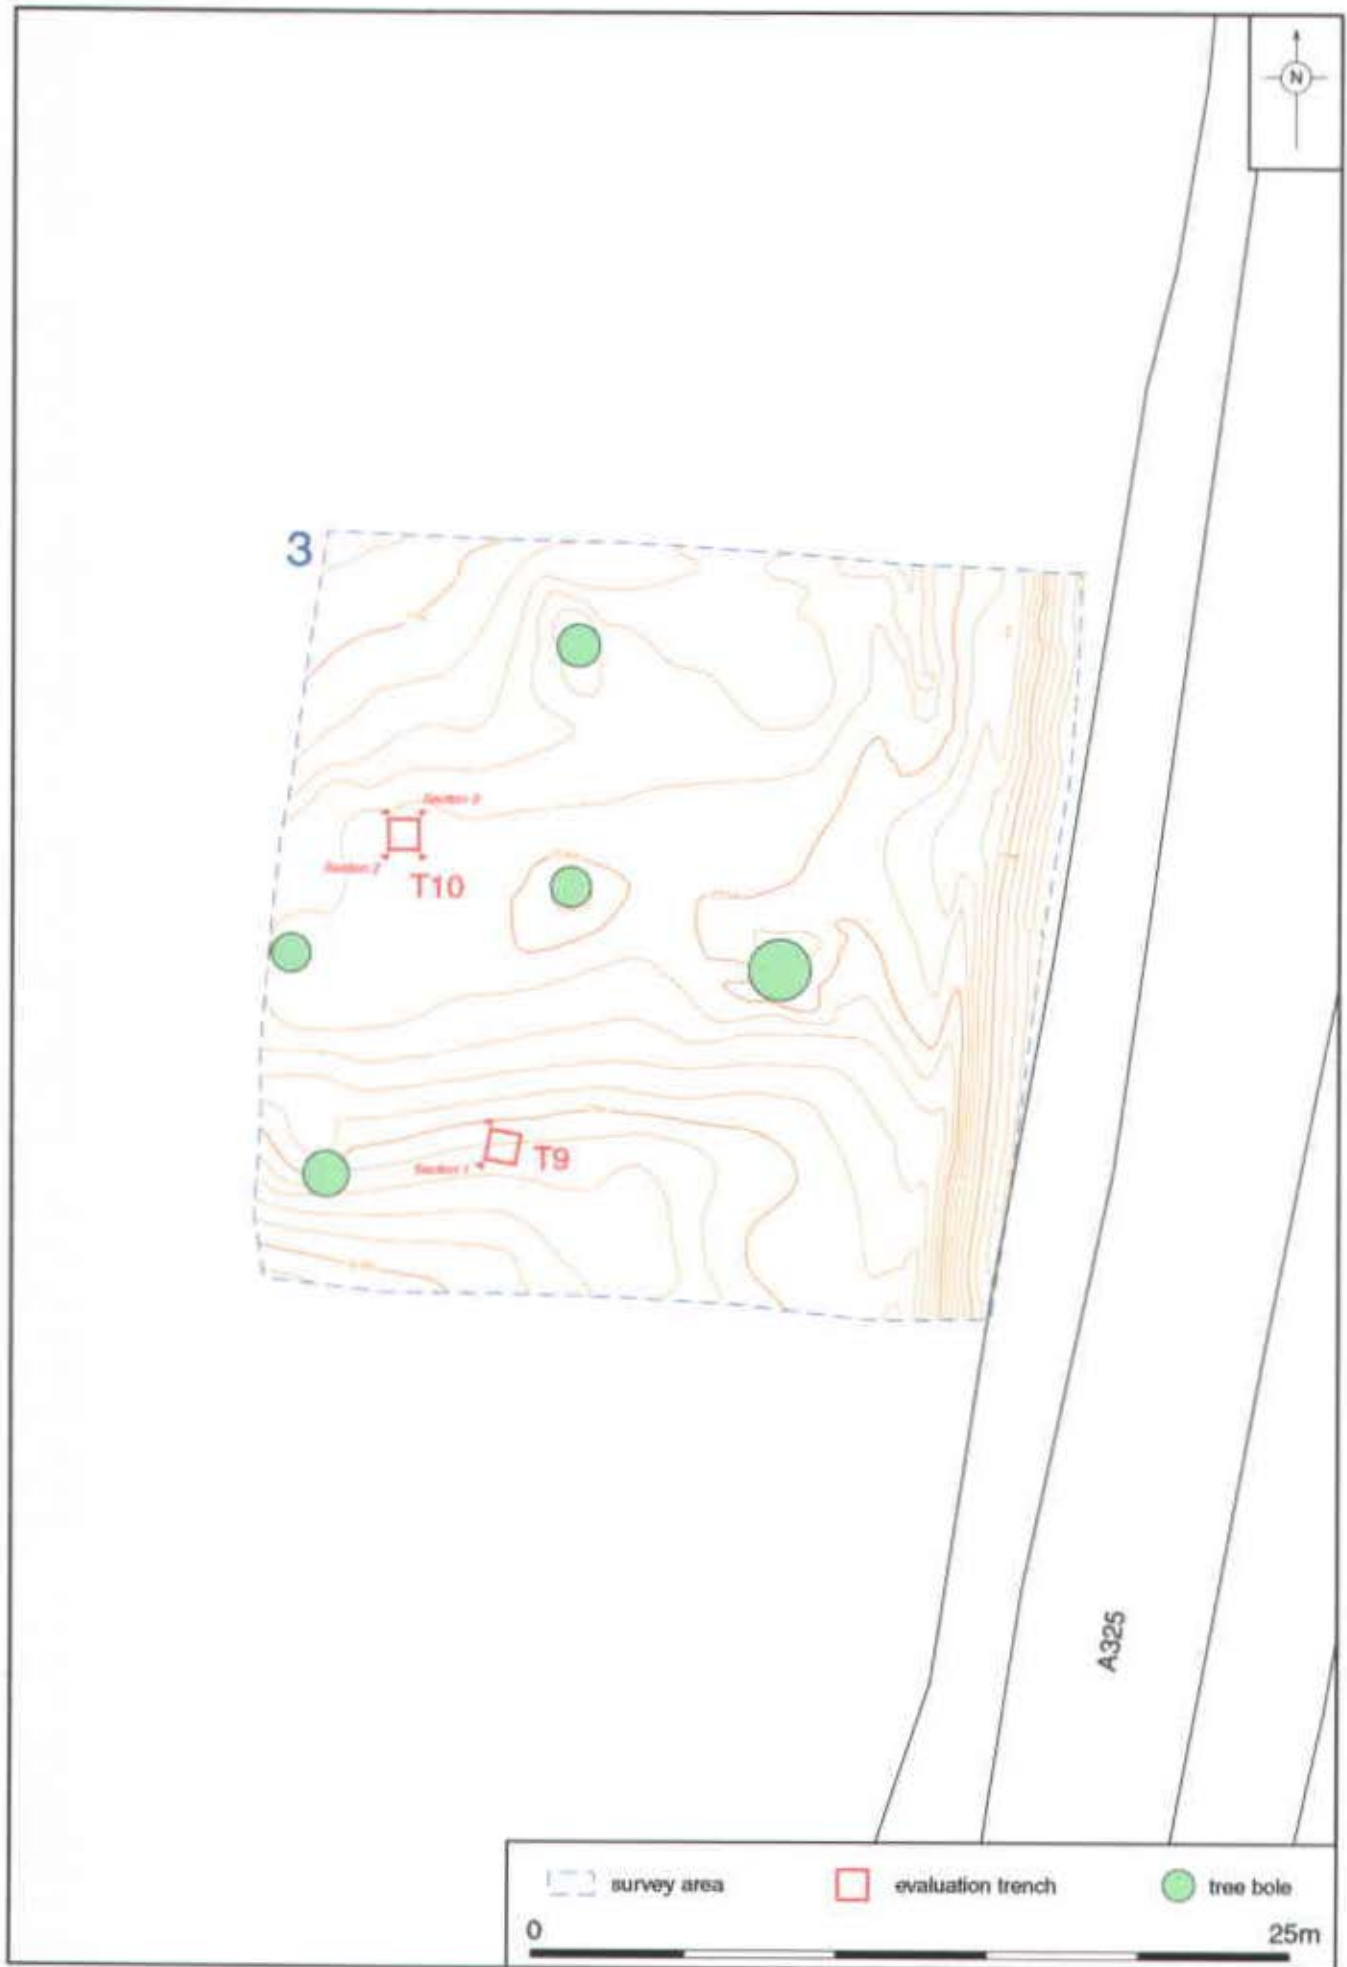 N
3
Section 3
Section 2
T10
Section 1
T9
A325
survey area
evaluation trench
tree bole
0 25m